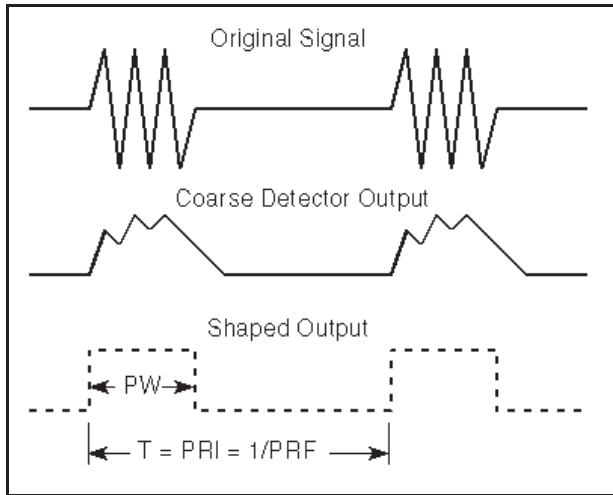 Original Signal
Coarse Detector Output
Shaped Output
PW
T = PRI = 1/PRF